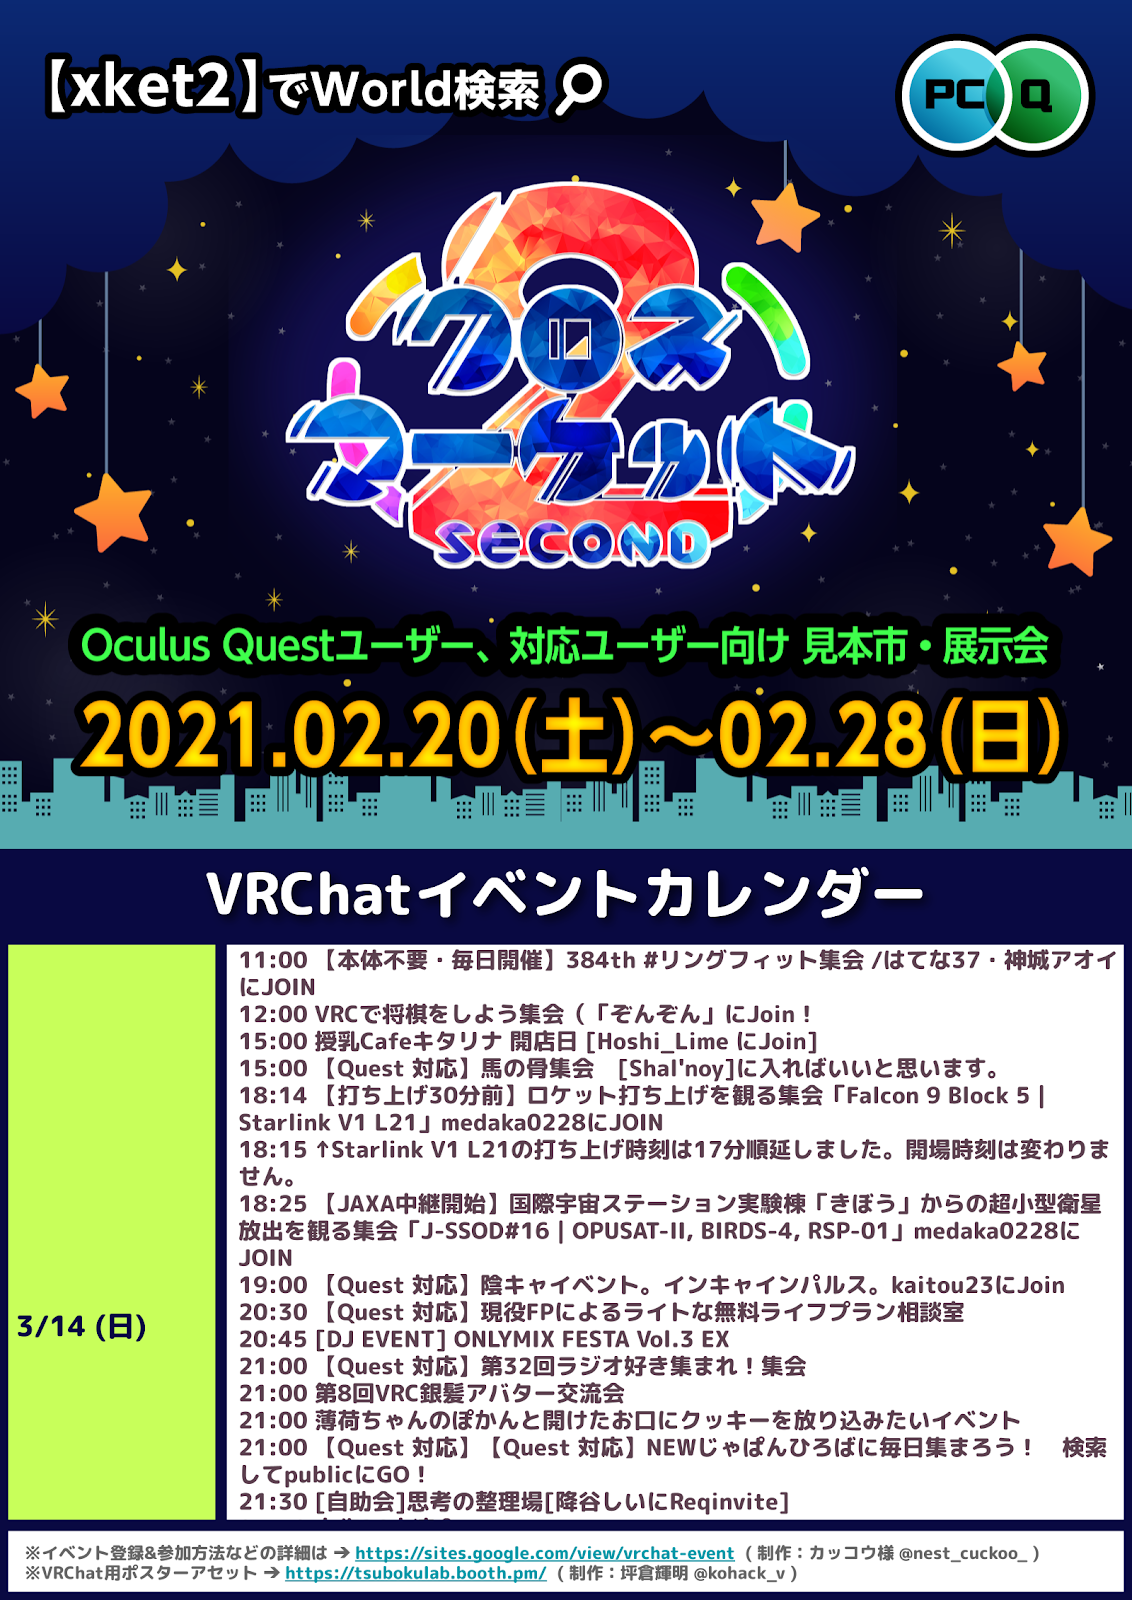 【xket2】でWorld検索
PC Q
2
クロス
マーケット
SECOND
Oculus Questユーザー、対応ユーザー向け 見本市・展示会
2021.02.20(土)～02.28(日)
VRChatイベントカレンダー
3/14 (日)
11:00 【本体不要・毎日開催】384th #リングフィット集会 /はてな37・神城アオイ
にJOIN
12:00 VRCで将棋をしよう集会（「ぞんぞん」にJoin！
15:00 授乳Cafeキタリナ 開店日 [Hoshi_Lime にJoin]
15:00 【Quest 対応】馬の骨集会　[Shal'noy]に入ればいいと思います。
18:14 【打ち上げ30分前】ロケット打ち上げを観る集会「Falcon 9 Block 5 |
Starlink V1 L21」medaka0228にJOIN
18:15 ↑Starlink V1 L21の打ち上げ時刻は17分順延しました。開場時刻は変わりま
せん。
18:25 【JAXA中継開始】国際宇宙ステーション実験棟「きぼう」からの超小型衛星
放出を観る集会「J-SSOD#16 | OPUSAT-II, BIRDS-4, RSP-01」medaka0228に
JOIN
19:00 【Quest 対応】陰キャイベント。インキャインパルス。kaitou23にJoin
20:30 【Quest 対応】現役FPによるライトな無料ライフプラン相談室
20:45 [DJ EVENT] ONLYMIX FESTA Vol.3 EX
21:00 【Quest 対応】第32回ラジオ好き集まれ！集会
21:00 第8回VRC銀髪アバター交流会
21:00 薄荷ちゃんのぽかんと開けたお口にクッキーを放り込みたいイベント
21:00 【Quest 対応】【Quest 対応】NEWじゃぱんひろばに毎日集まろう！　検索
してpublicにGO！
21:30 [自助会]思考の整理場[降谷しいにReqinvite]
※イベント登録&参加方法などの詳細は ➔ https://sites.google.com/view/vrchat-event （制作：カッコウ様 @nest_cuckoo_）
※VRChat用ポスターアセット ➔ https://tsubokulab.booth.pm/ （制作：坪倉輝明 @kohack_v）